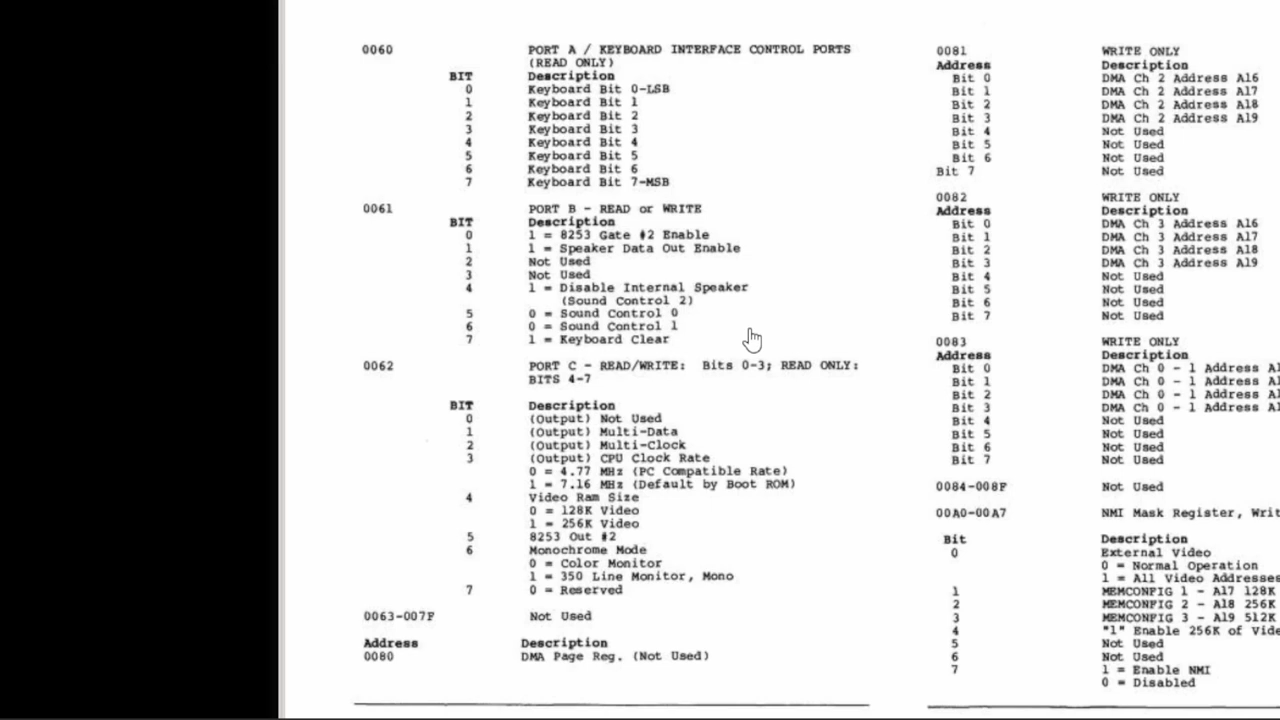 0060 PORT A / KEYBOARD INTERFACE CONTROL PORTS
(READ ONLY)
BIT Description
0 Keyboard Bit 0-LSB
1 Keyboard Bit 1
2 Keyboard Bit 2
3 Keyboard Bit 3
4 Keyboard Bit 4
5 Keyboard Bit 5
6 Keyboard Bit 6
7 Keyboard Bit 7-MSB
0061 PORT B - READ or WRITE
BIT Description
0 1 = 8253 Gate #2 Enable
1 1 = Speaker Data Out Enable
2 Not Used
3 Not Used
4 1 = Disable Internal Speaker
(Sound Control 2)
5 0 = Sound Control 0
6 0 = Sound Control 1
7 1 = Keyboard Clear
0062 PORT C - READ/WRITE: Bits 0-3; READ ONLY:
BITS 4-7
BIT Description
0 (Output) Not Used
1 (Output) Multi-Data
2 (Output) Multi-Clock
3 (Output) CPU Clock Rate
0 = 4.77 MHz (PC Compatible Rate)
1 = 7.16 MHz (Default by Boot ROM)
4 Video Ram Size
0 = 128K Video
1 = 256K Video
5 8253 Out #2
6 Monochrome Mode
0 = Color Monitor
1 = 350 Line Monitor, Mono
7 0 = Reserved
0063-007F Not Used
Address Description
0080 DMA Page Reg. (Not Used)
0081 WRITE ONLY
Address Description
Bit 0 DMA Ch 2 Address A16
Bit 1 DMA Ch 2 Address A17
Bit 2 DMA Ch 2 Address A18
Bit 3 DMA Ch 2 Address A19
Bit 4 Not Used
Bit 5 Not Used
Bit 6 Not Used
Bit 7 Not Used
0082 WRITE ONLY
Address Description
Bit 0 DMA Ch 3 Address A16
Bit 1 DMA Ch 3 Address A17
Bit 2 DMA Ch 3 Address A18
Bit 3 DMA Ch 3 Address A19
Bit 4 Not Used
Bit 5 Not Used
Bit 6 Not Used
Bit 7 Not Used
0083 WRITE ONLY
Address Description
Bit 0 DMA Ch 0 - 1 Address A1
Bit 1 DMA Ch 0 - 1 Address A1
Bit 2 DMA Ch 0 - 1 Address A1
Bit 3 DMA Ch 0 - 1 Address A1
Bit 4 Not Used
Bit 5 Not Used
Bit 6 Not Used
Bit 7 Not Used
0084-008F Not Used
00A0-00A7 NMI Mask Register, Writ
Bit Description
0 External Video
0 = Normal Operation
1 = All Video Addresses
1 MEMCONFIG 1 - A17 128K
2 MEMCONFIG 2 - A18 256K
3 MEMCONFIG 3 - A19 512K
4 "1" Enable 256K of Vide
5 Not Used
6 Not Used
7 1 = Enable NMI
0 = Disabled